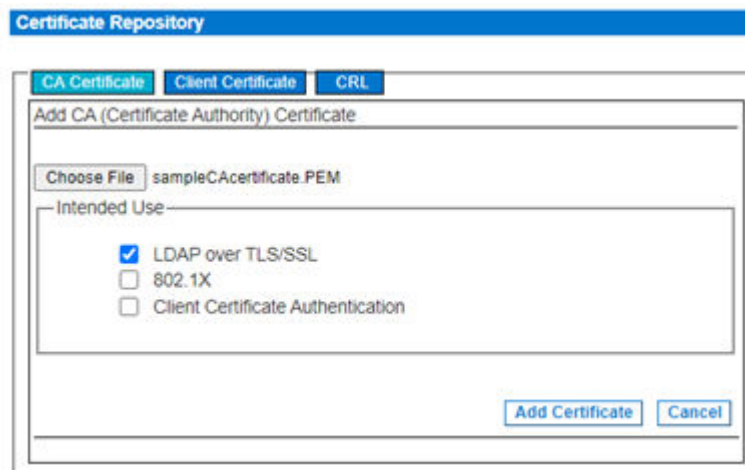 Certificate Repository
CA Certificate Client Certificate CRL
Add CA (Certificate Authority) Certificate
Choose File sampleCAcertificate.PEM
Intended Use
LDAP over TLS/SSL
802.1X
Client Certificate Authentication
Add Certificate Cancel